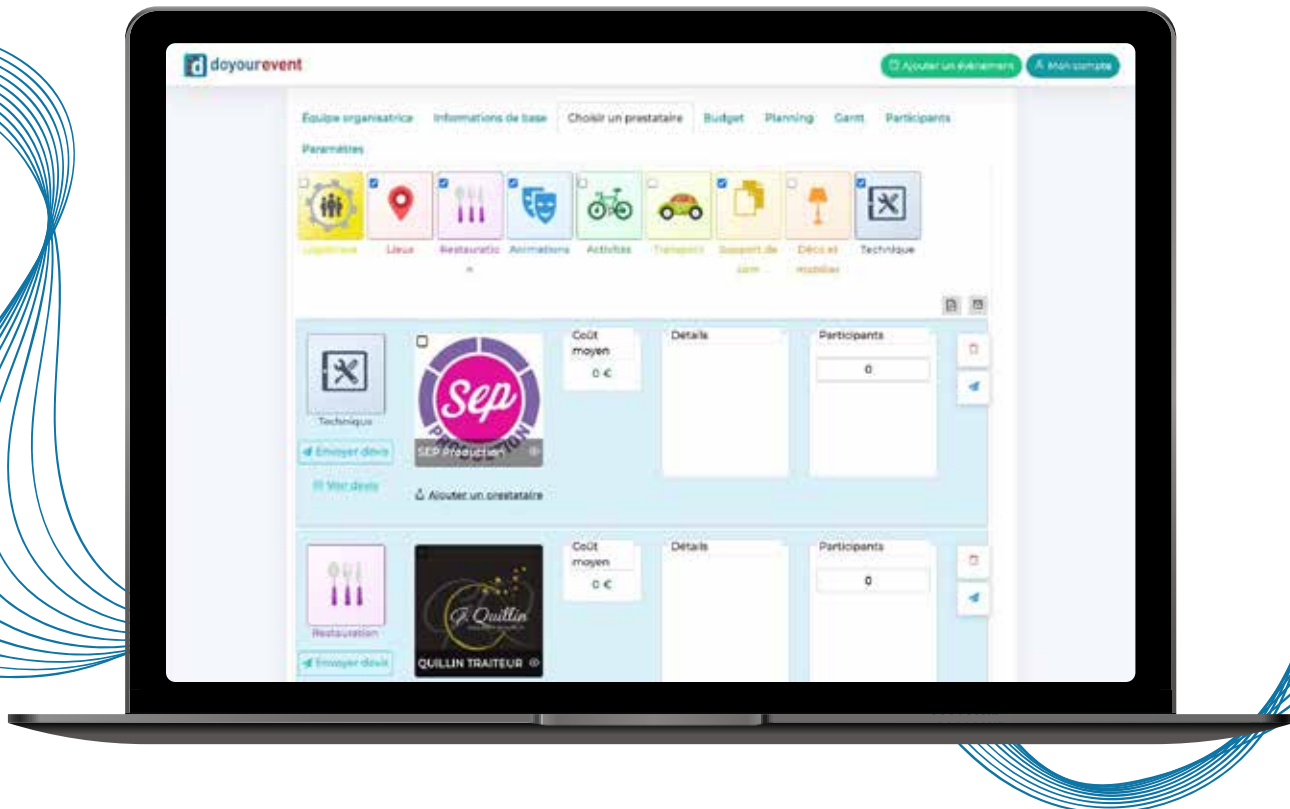 d doyourevent
Ajouter un évènement
Mon compte
Équipe organisatrice Informations de base Choisir un prestataire Budget Planning Gantt Participants
Paramètres
Logistique Lieux Restauratio Animations Activités Transport Support de Déco et Technique
n com ... mobilier
Technique
Envoyer devis
Voir devis
Sep
PRODUCTION
SEP Production
Ajouter un prestataire
Coût
moyen
0 €
Détails
Participants
0
Restauration
Envoyer devis
J. Quillin
QUILLIN TRAITEUR
Coût
moyen
0 €
Détails
Participants
0